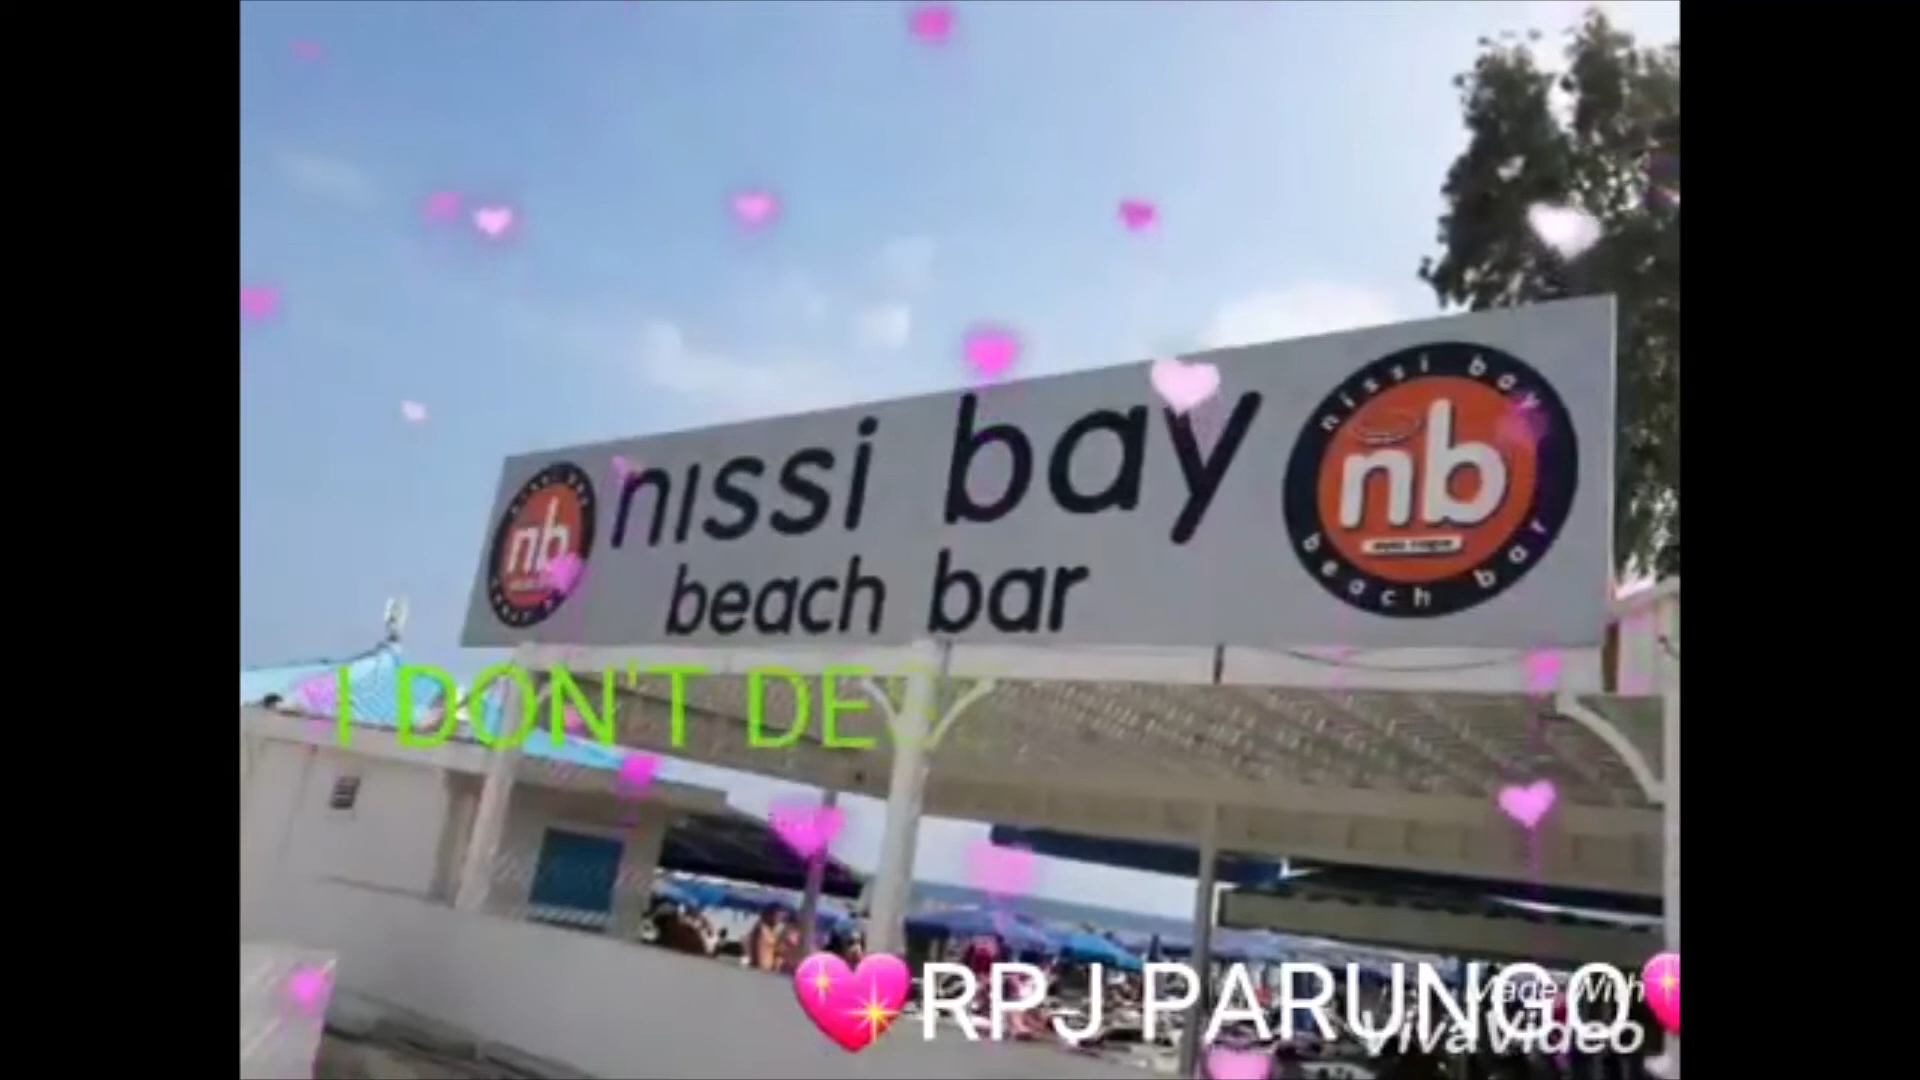 nissi bay
beach bar
nb
nissi bay
nb
beach bar
I DON'T DE
💖RPJ PARUNGO💖
Made With
VivaVideo